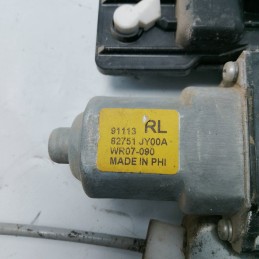 91113 RL
82751 JY00A
WR07-090
MADE IN PHI